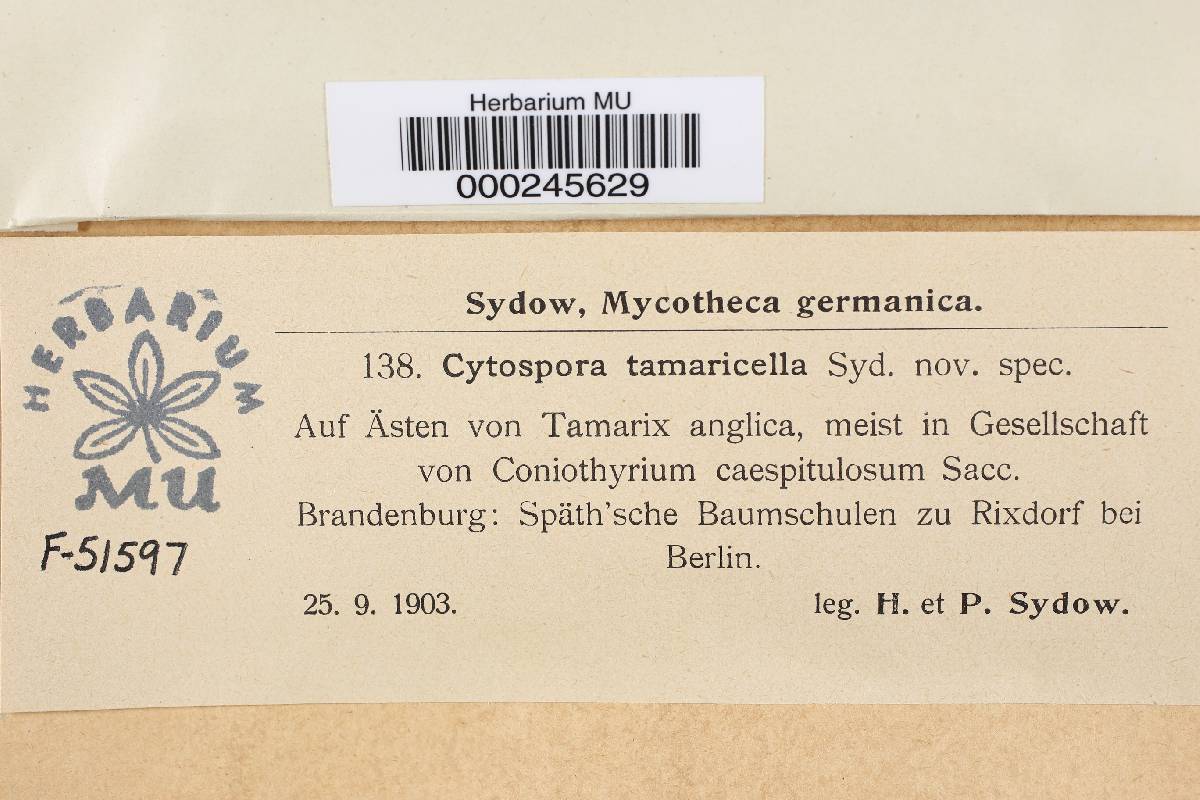 Herbarium MU
000245629
HERBARIUM
MU
F-51597
Sydow, Mycotheca germanica.
138. Cytospora tamaricella Syd. nov. spec.
Auf Ästen von Tamarix anglica, meist in Gesellschaft
von Coniothyrium caespitulosum Sacc.
Brandenburg: Späth'sche Baumschulen zu Rixdorf bei
Berlin.
25. 9. 1903. leg. H. et P. Sydow.